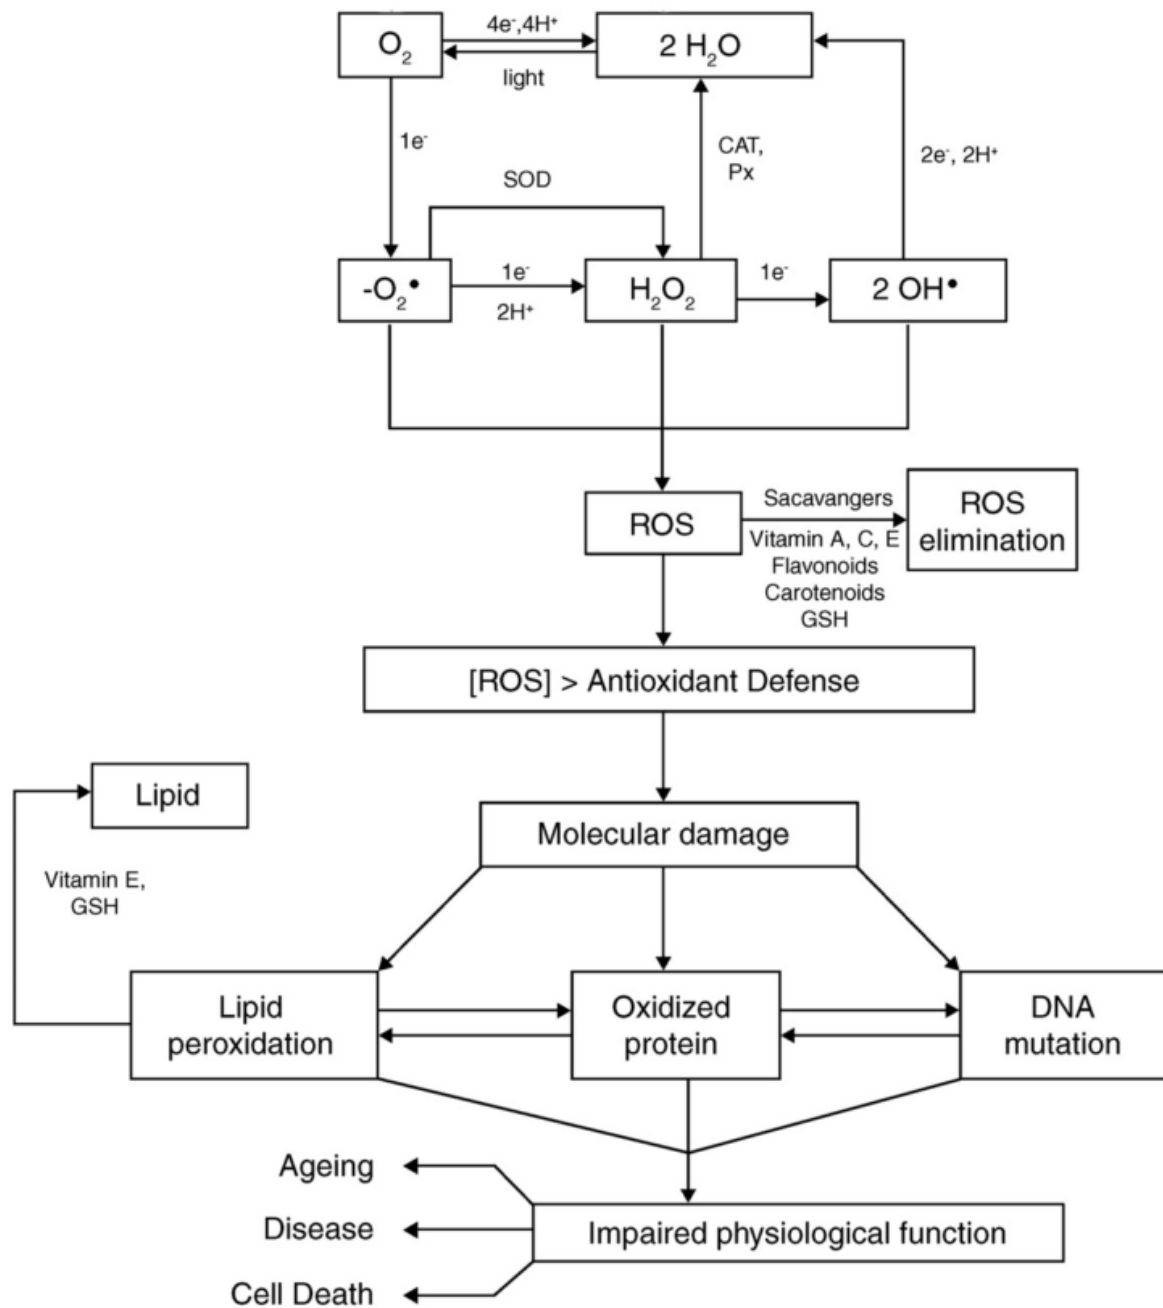 O₂
4e⁻,4H⁺
light
2 H₂O
1e⁻
SOD
CAT,
Px
2e⁻, 2H⁺
-O₂•
1e⁻
2H⁺
H₂O₂
1e⁻
2 OH•
ROS
Sacavangers
Vitamin A, C, E
Flavonoids
Carotenoids
GSH
ROS
elimination
[ROS] > Antioxidant Defense
Lipid
Molecular damage
Vitamin E,
GSH
Lipid
peroxidation
Oxidized
protein
DNA
mutation
Ageing
Disease
Cell Death
Impaired physiological function